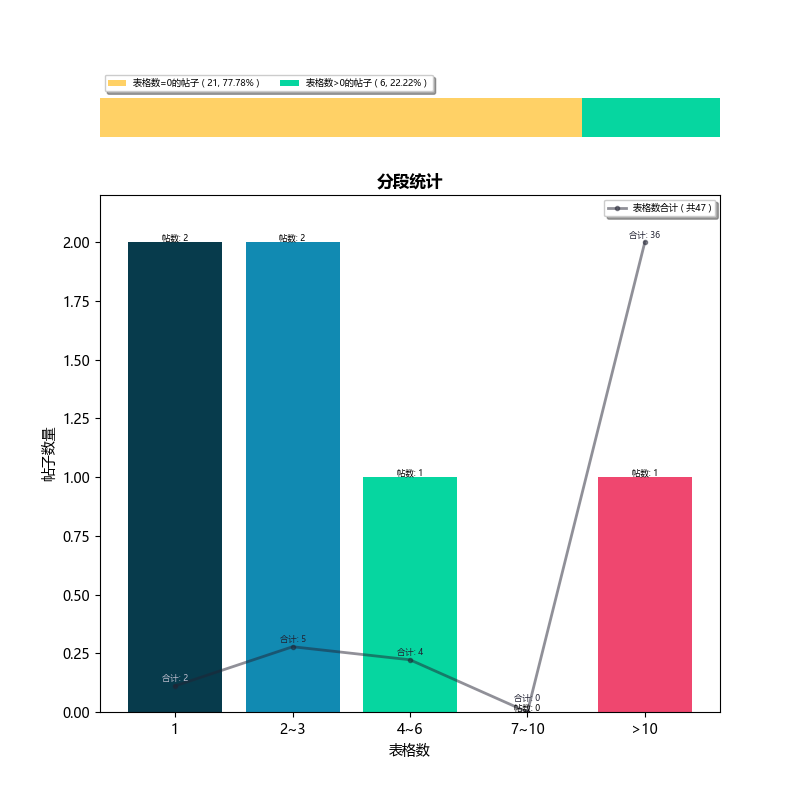 表格数=0的帖子 ( 21, 77.78% ) 表格数>0的帖子 ( 6, 22.22% )
分段统计
表格数合计 ( 共47 )
合计: 36
帖数: 2
帖数: 2
2.00
1.75
1.50
1.25
帖子数量
帖数: 1
帖数: 1
1.00
0.75
0.50
合计: 5
合计: 4
0.25
合计: 2
合计: 0
帖数: 0
0.00
1 2~3 4~6 7~10 >10
表格数